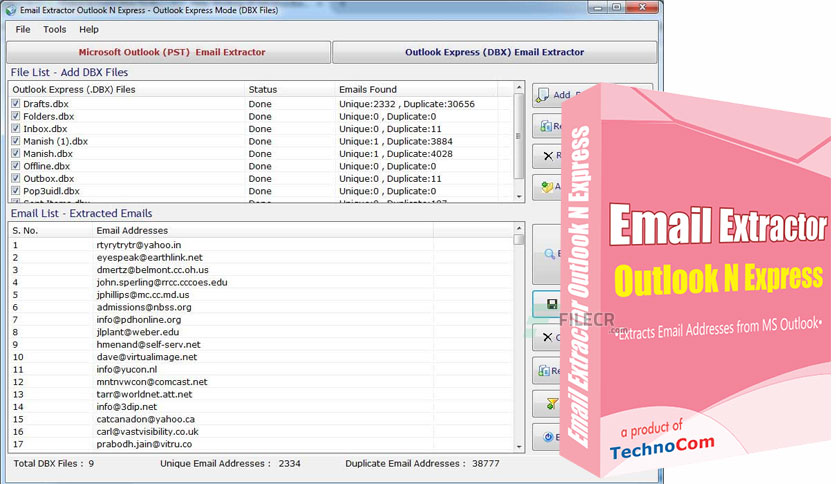 Email Extractor Outlook N Express - Outlook Express Mode (DBX Files)
File Tools Help
Microsoft Outlook (PST) Email Extractor
Outlook Express (DBX) Email Extractor
File List - Add DBX Files
Outlook Express (.DBX) Files Status Emails Found
Drafts.dbx Done Unique:2332 , Duplicate:30656
Folders.dbx Done Unique:0 , Duplicate:0
Inbox.dbx Done Unique:0 , Duplicate:11
Manish (1).dbx Done Unique:1 , Duplicate:3884
Manish.dbx Done Unique:1 , Duplicate:4028
Offline.dbx Done Unique:0 , Duplicate:0
Outbox.dbx Done Unique:0 , Duplicate:11
Pop3uidl.dbx Done Unique:0 , Duplicate:0
Add
Email List - Extracted Emails
S. No. Email Addresses
1 rtyrytrytr@yahoo.in
2 eyespeak@earthlink.net
3 dmertz@belmont.cc.oh.us
4 john.sperling@rrcc.cccoes.edu
5 jphillips@mc.cc.md.us
6 admissions@nbss.org
7 info@pdhonline.org
8 jlplant@weber.edu
9 hmenand@self-serv.net
10 dave@virtualimage.net
11 info@yucon.nl
12 mntnvwcon@comcast.net
13 tarr@worldnet.att.net
14 info@3dip.net
15 catcanadon@yahoo.ca
16 carl@vastvisibility.co.uk
17 prabodh.jain@vitru.co
Total DBX Files : 9 Unique Email Addresses : 2334 Duplicate Email Addresses : 38777
FILECR
.com
Email Extractor Outlook N Express
Email Extractor
Outlook N Express
•Extracts Email Addresses from MS Outlook•
a product of
TechnoCom